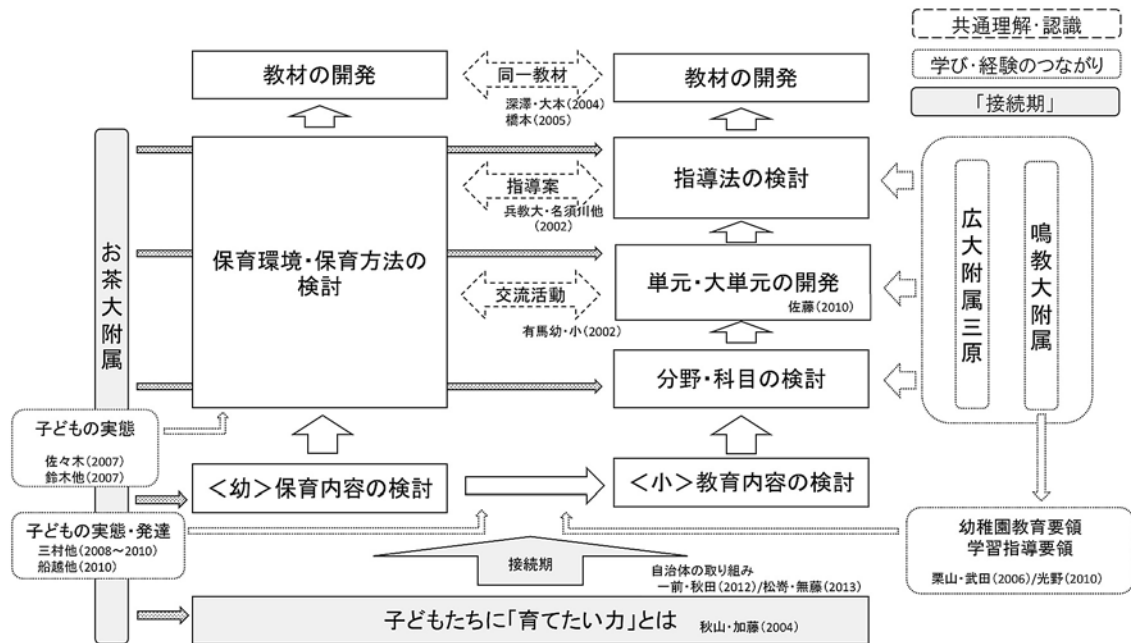 共通理解・認識
学び・経験のつながり
「接続期」
教材の開発
同一教材
深澤・大本(2004)
橋本(2005)
教材の開発
お茶大附属
保育環境・保育方法の
検討
指導案
兵教大・名須川他
(2002)
交流活動
有馬幼・小(2002)
指導法の検討
単元・大単元の開発
佐藤(2010)
分野・科目の検討
広大附属三原
鳴教大附属
子どもの実態
佐々木(2007)
鈴木他(2007)
<幼>保育内容の検討
<小>教育内容の検討
子どもの実態・発達
三村他(2008~2010)
船越他(2010)
幼稚園教育要領
学習指導要領
栗山・武田(2006)/光野(2010)
接続期
自治体の取り組み
一前・秋田(2012)/松嵜・無藤(2013)
子どもたちに「育てたい力」とは
秋山・加藤(2004)